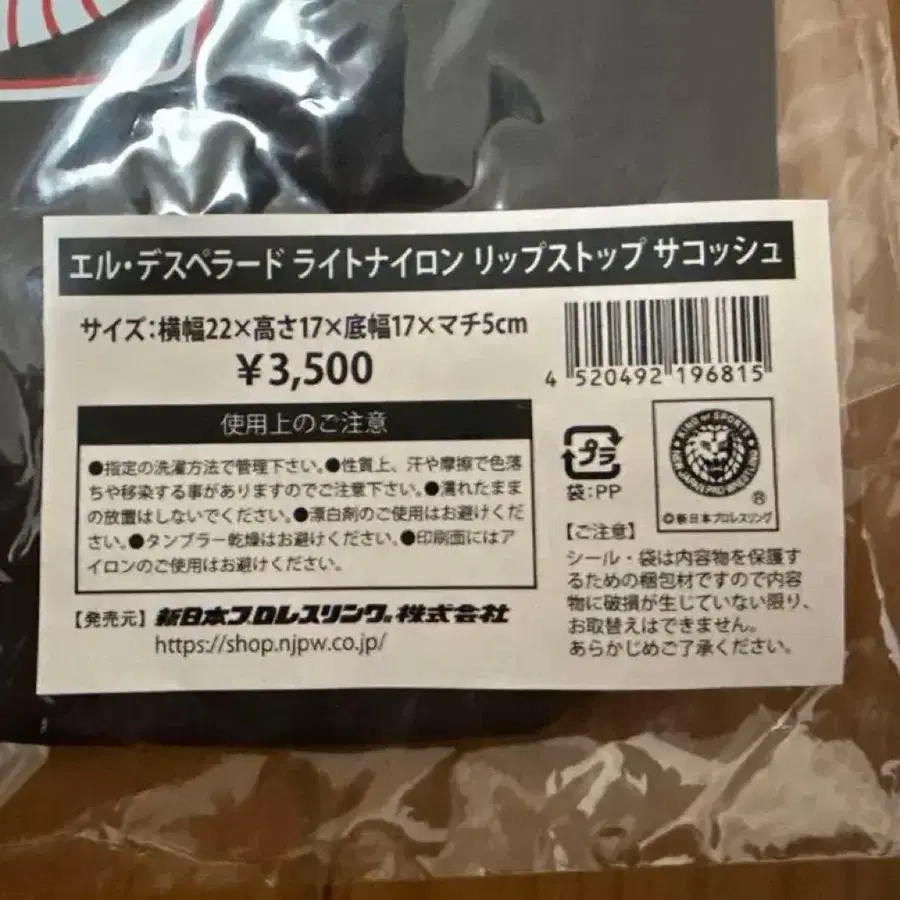 エル・デスペラード ライトナイロン リップストップ サコッシュ
サイズ:横幅22×高さ17×底幅17×マチ5cm
¥3,500
4 520492 196815
使用上のご注意
●指定の洗濯方法で管理下さい。●性質上、汗や摩擦で色落
ちや移染する事がありますのでご注意下さい。●濡れたまま
の放置はしないでください。●漂白剤のご使用はお避けくださ
い。●タンブラー乾燥はお避けください。●印刷面にはア
イロンのご使用はお避けください。
プラ
袋:PP
KING of SPORTS
NEW JAPAN PRO-WRESTLING
®
©新日本プロレスリング
【ご注意】
シール・袋は内容物を保護す
るための梱包材ですので内容
物に破損が生じていない限り、
お取替えはできません。
あらかじめご了承ください。
【発売元】新日本プロレスリング®株式会社
https://shop.njpw.co.jp/